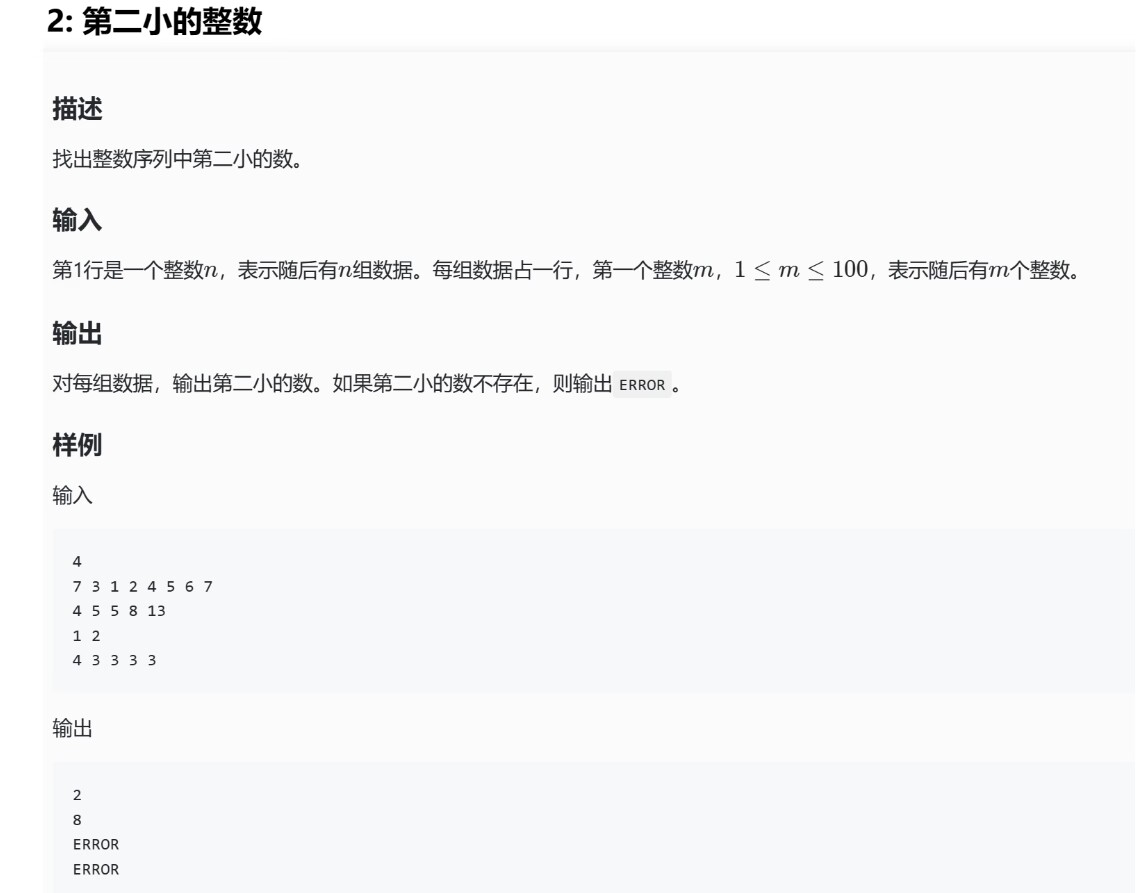 2: 第二小的整数
描述
找出整数序列中第二小的数。
输入
第1行是一个整数n，表示随后有n组数据。每组数据占一行，第一个整数m，1 ≤ m ≤ 100，表示随后有m个整数。
输出
对每组数据，输出第二小的数。如果第二小的数不存在，则输出 ERROR 。
样例
输入
4
7 3 1 2 4 5 6 7
4 5 5 8 13
1 2
4 3 3 3 3
输出
2
8
ERROR
ERROR